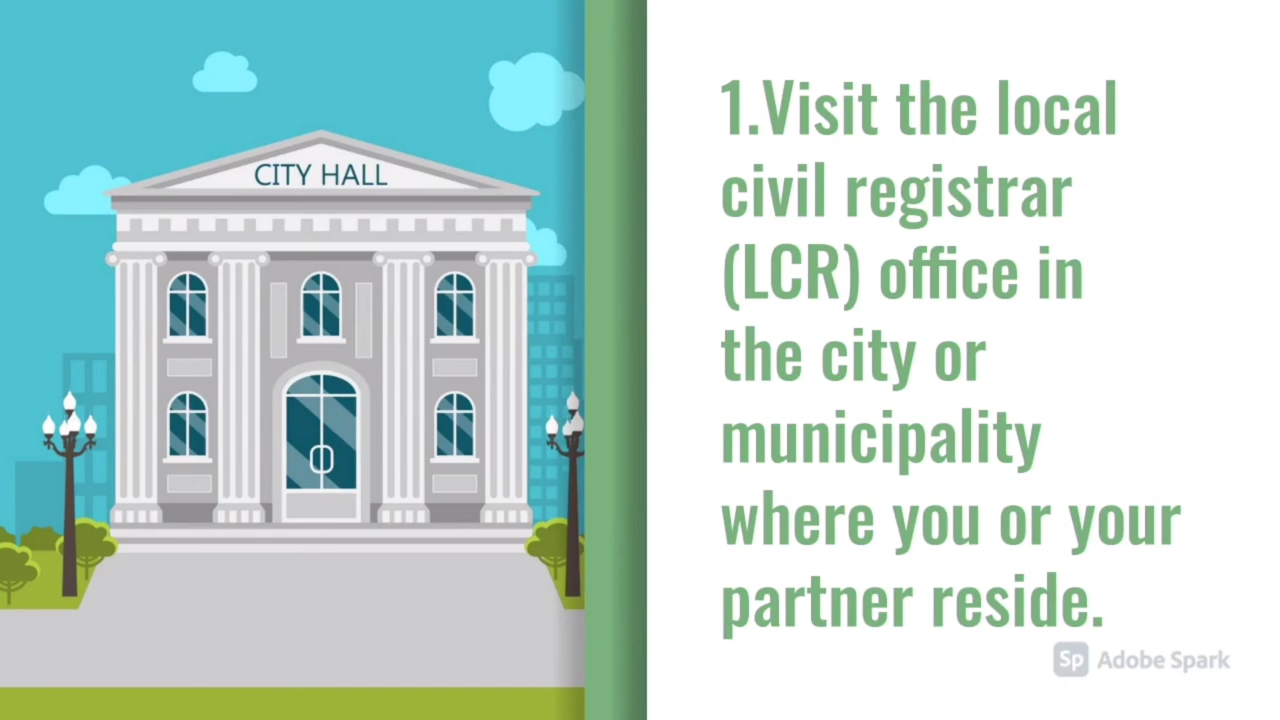 CITY HALL
1.Visit the local
civil registrar
(LCR) office in
the city or
municipality
where you or your
partner reside.
Sp Adobe Spark